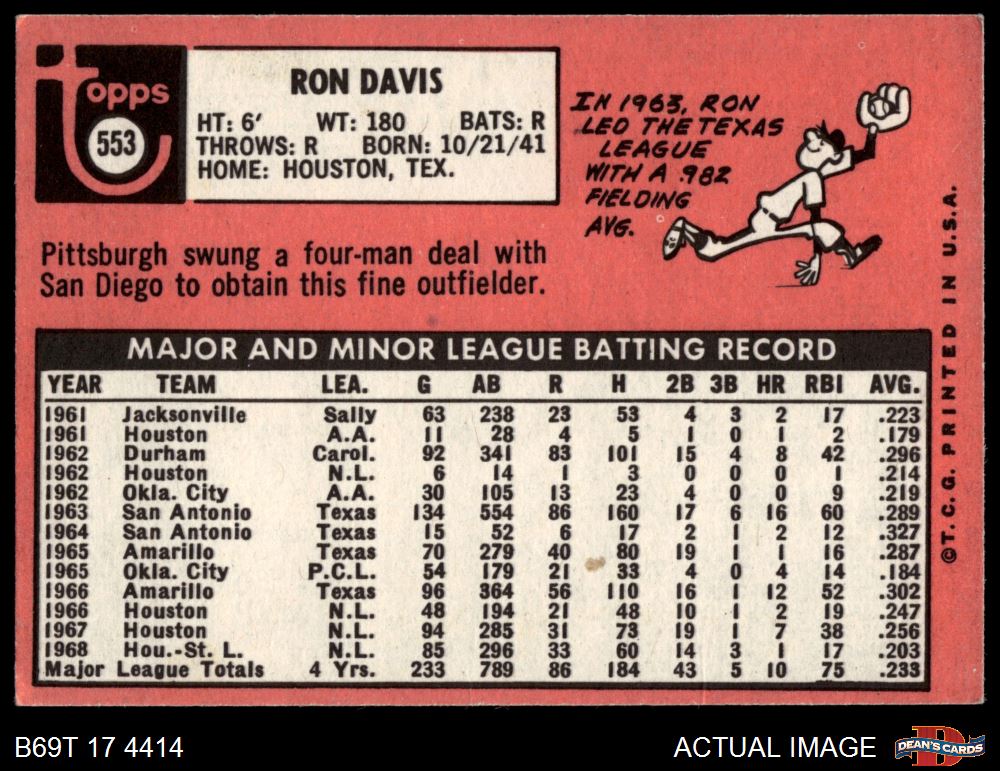 topps
553
RON DAVIS
HT: 6' WT: 180 BATS: R
THROWS: R BORN: 10/21/41
HOME: HOUSTON, TEX.
IN 1963, RON
LED THE TEXAS
LEAGUE
WITH A .982
FIELDING
AVG.
Pittsburgh swung a four-man deal with
San Diego to obtain this fine outfielder.
MAJOR AND MINOR LEAGUE BATTING RECORD
YEAR TEAM LEA. G AB R H 2B 3B HR RBI AVG.
1961 Jacksonville Sally 63 238 23 53 4 3 2 17 .223
1961 Houston A.A. 11 28 4 5 1 0 1 2 .179
1962 Durham Carol. 92 341 83 101 15 4 8 42 .296
1962 Houston N.L. 6 14 1 3 0 0 0 1 .214
1962 Okla. City A.A. 30 105 13 23 4 0 0 9 .219
1963 San Antonio Texas 134 554 86 160 17 6 16 60 .289
1964 San Antonio Texas 15 52 6 17 2 1 2 12 .327
1965 Amarillo Texas 70 279 40 80 19 1 1 16 .287
1965 Okla. City P.C.L. 54 179 21 33 4 0 4 14 .184
1966 Amarillo Texas 96 364 56 110 16 1 12 52 .302
1966 Houston N.L. 48 194 21 48 10 1 2 19 .247
1967 Houston N.L. 94 285 31 73 19 1 7 38 .256
1968 Hou.-St. L. N.L. 85 296 33 60 14 3 1 17 .203
Major League Totals 4 Yrs. 233 789 86 184 43 5 10 75 .233
©T.C.G. PRINTED IN U.S.A.
B69T 17 4414
ACTUAL IMAGE
DEAN'S CARDS